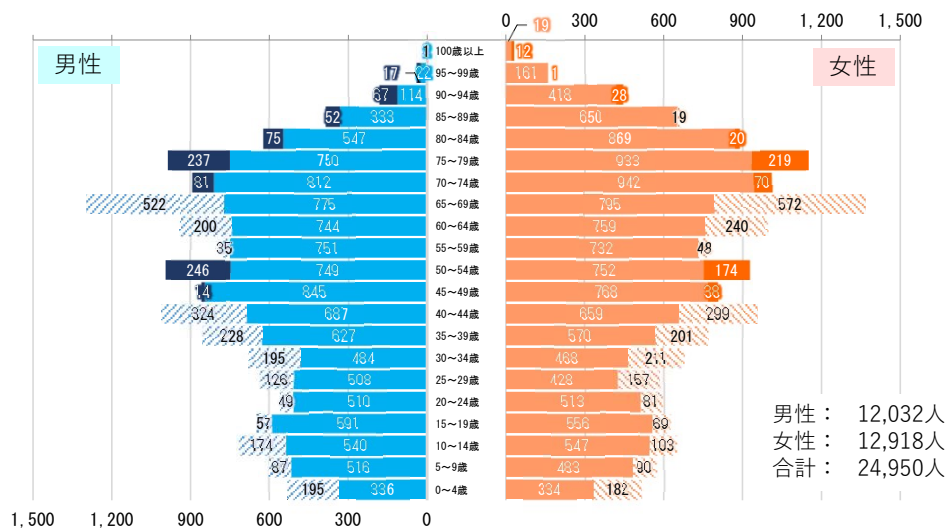 0 300 600 900 1,200 1,500
19
男性 女性
1 100歳以上 12
17 22 95~99歳 161 1
114 90~94歳 418 28
52 333 85~89歳 650 19
75 547 80~84歳 869 20
237 750 75~79歳 933 219
81 812 70~74歳 942 70
522 775 65~69歳 795 572
200 744 60~64歳 759 240
35 751 55~59歳 732 48
246 749 50~54歳 752 174
14 845 45~49歳 768 38
324 687 40~44歳 659 299
228 627 35~39歳 570 201
195 484 30~34歳 468 211
126 508 25~29歳 428 157
49 510 20~24歳 513 81
57 591 15~19歳 556 69
174 540 10~14歳 547 103
87 516 5~9歳 483 90
195 336 0~4歳 334 182
男性: 12,032人
女性: 12,918人
合計: 24,950人
1,500 1,200 900 600 300 0